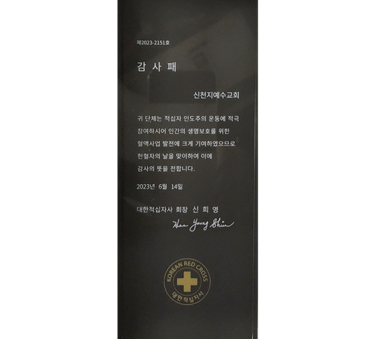 제2023-2151호
감 사 패
신천지예수교회
귀 단체는 적십자 인도주의 운동에 적극
참여하시어 인간의 생명보호를 위한
혈액사업 발전에 크게 기여하였으므로
헌혈자의 날을 맞이하여 이에
감사의 뜻을 전합니다.
2023년 6월 14일
대한적십자사 회장 신 희 영
Hee Young Shin
KOREAN RED CROSS
대한적십자사